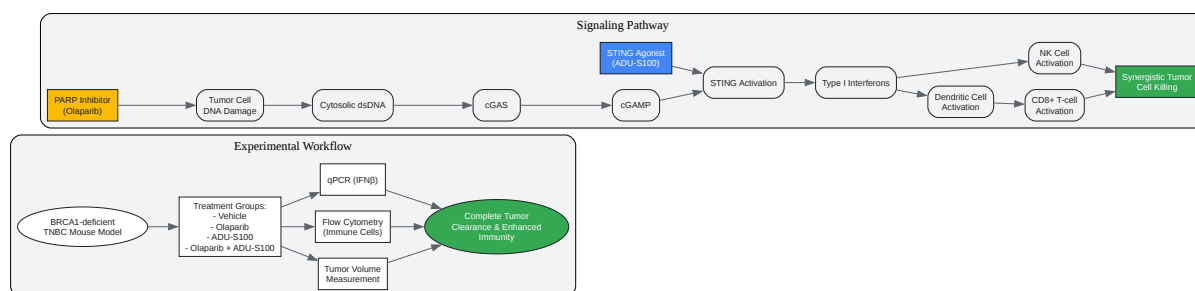 Signaling Pathway
PARP Inhibitor
(Olaparib)
Tumor Cell
DNA Damage
Cytosolic dsDNA
cGAS
cGAMP
STING Agonist
(ADU-S100)
STING Activation
Type I Interferons
NK Cell
Activation
Dendritic Cell
Activation
CD8+ T-cell
Activation
Synergistic Tumor
Cell Killing
Experimental Workflow
BRCA1-deficient
TNBC Mouse Model
Treatment Groups:
- Vehicle
- Olaparib
- ADU-S100
- Olaparib + ADU-S100
qPCR (IFNβ)
Flow Cytometry
(Immune Cells)
Tumor Volume
Measurement
Complete Tumor
Clearance & Enhanced
Immunity